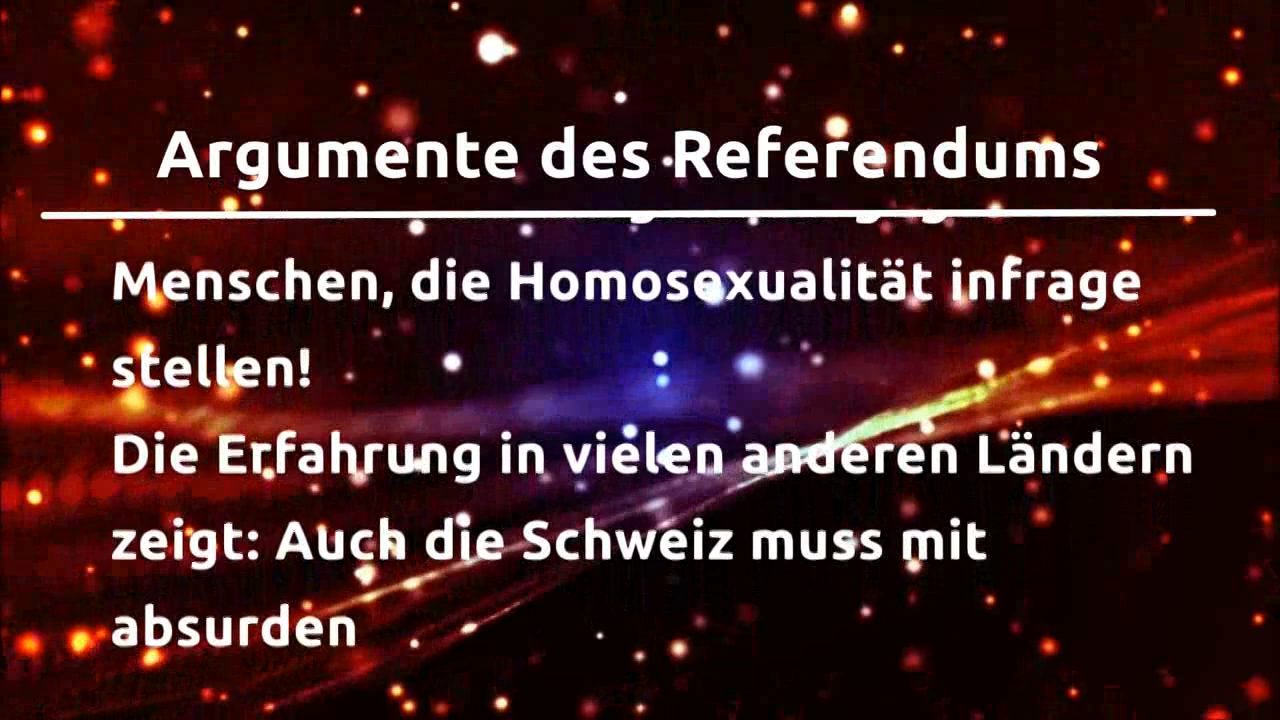 Argumente des Referendums
Menschen, die Homosexualität infrage
stellen!
Die Erfahrung in vielen anderen Ländern
zeigt: Auch die Schweiz muss mit
absurden